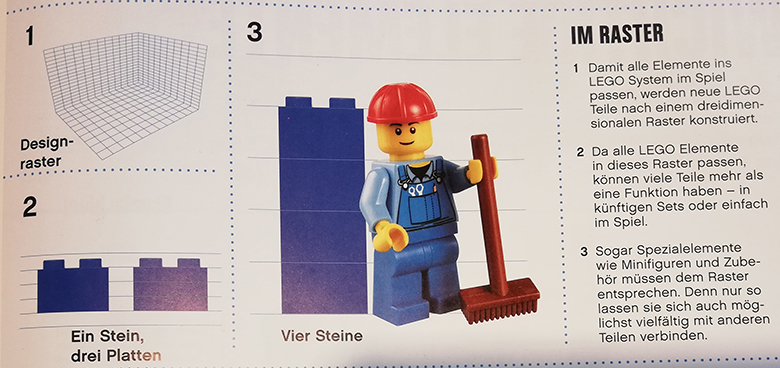 1
Design-
raster
2
Ein Stein,
drei Platten
3
Vier Steine
IM RASTER
1 Damit alle Elemente ins
LEGO System im Spiel
passen, werden neue LEGO
Teile nach einem dreidimen-
sionalen Raster konstruiert.
2 Da alle LEGO Elemente
in dieses Raster passen,
können viele Teile mehr als
eine Funktion haben – in
künftigen Sets oder einfach
im Spiel.
3 Sogar Spezialelemente
wie Minifiguren und Zube-
hör müssen dem Raster
entsprechen. Denn nur so
lassen sie sich auch mög-
lichst vielfältig mit anderen
Teilen verbinden.